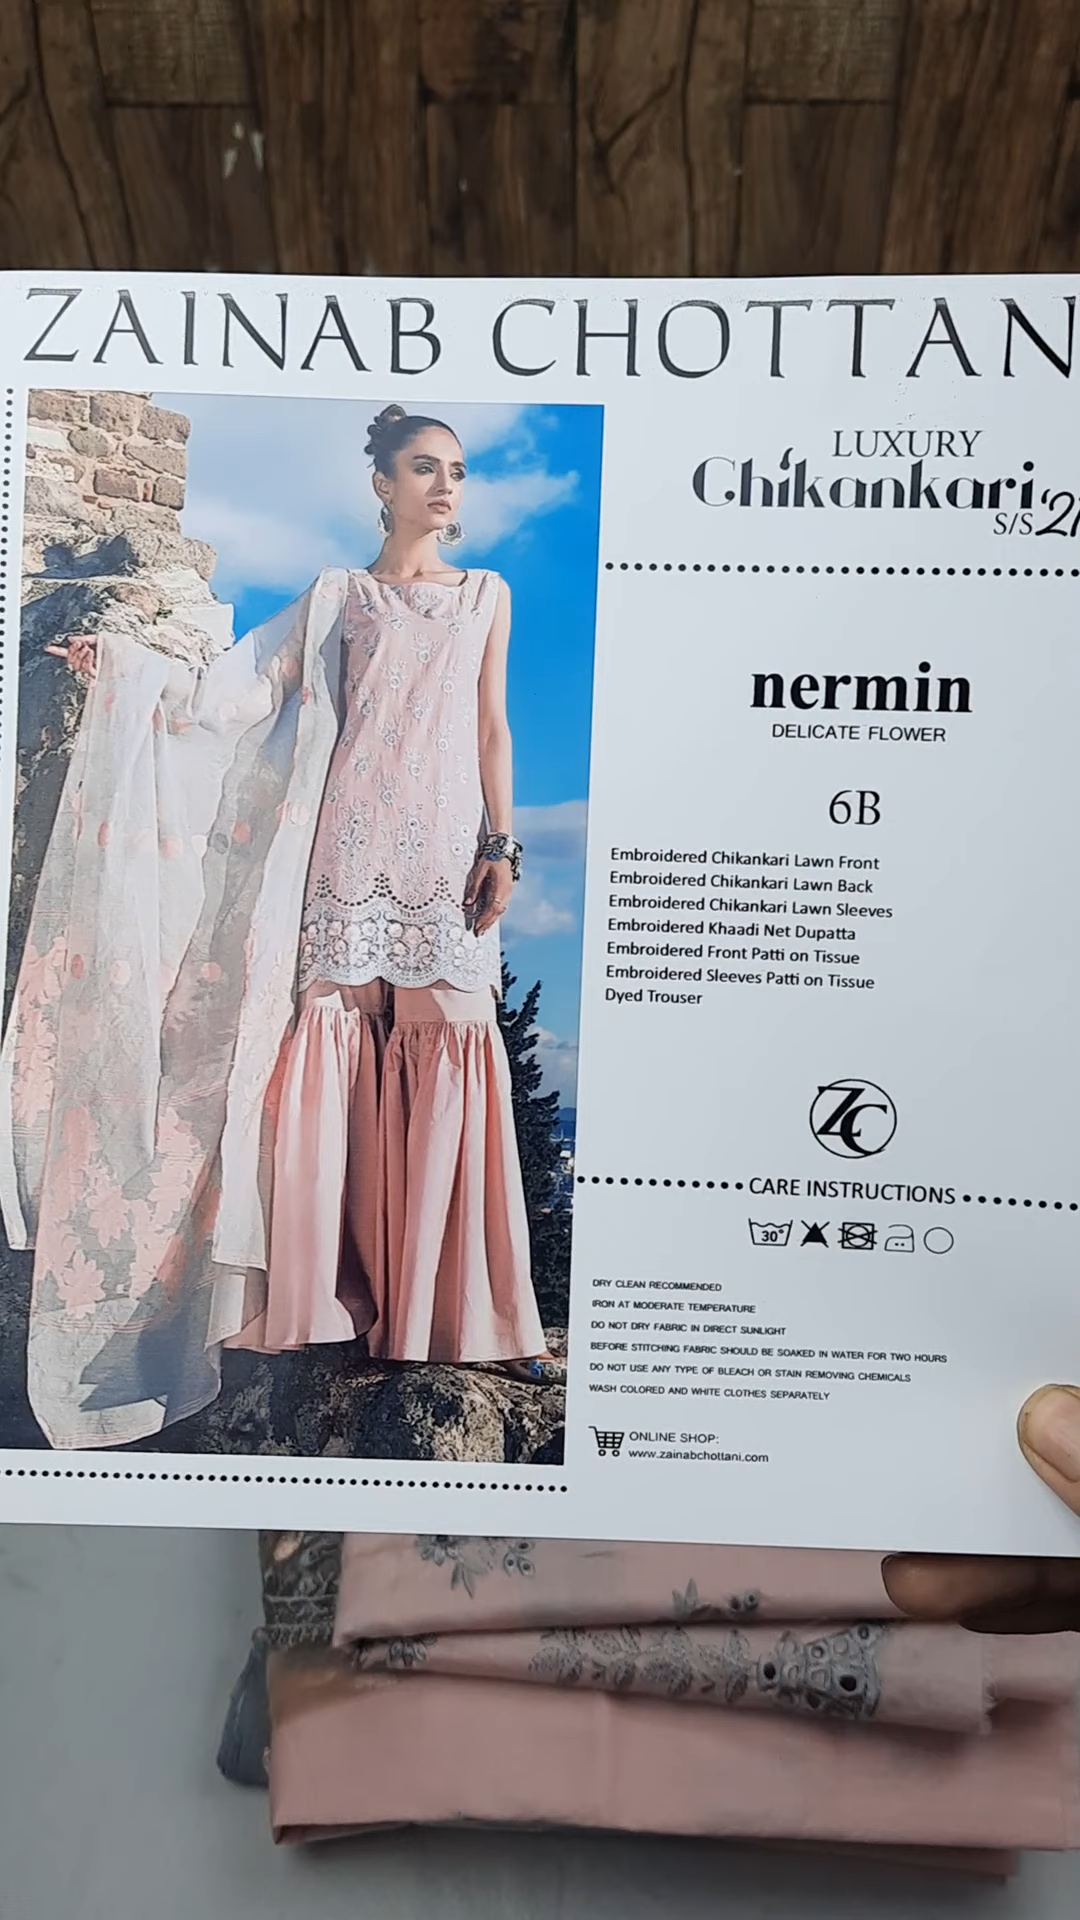 ZAINAB CHOTTAN
LUXURY
Chikankari
S/S '21
nermin
DELICATE FLOWER
6B
Embroidered Chikankari Lawn Front
Embroidered Chikankari Lawn Back
Embroidered Chikankari Lawn Sleeves
Embroidered Khaadi Net Dupatta
Embroidered Front Patti on Tissue
Embroidered Sleeves Patti on Tissue
Dyed Trouser
ZC
CARE INSTRUCTIONS
30°
DRY CLEAN RECOMMENDED
IRON AT MODERATE TEMPERATURE
DO NOT DRY FABRIC IN DIRECT SUNLIGHT
BEFORE STITCHING FABRIC SHOULD BE SOAKED IN WATER FOR TWO HOURS
DO NOT USE ANY TYPE OF BLEACH OR STAIN REMOVING CHEMICALS
WASH COLORED AND WHITE CLOTHES SEPARATELY
ONLINE SHOP:
www.zainabchottani.com